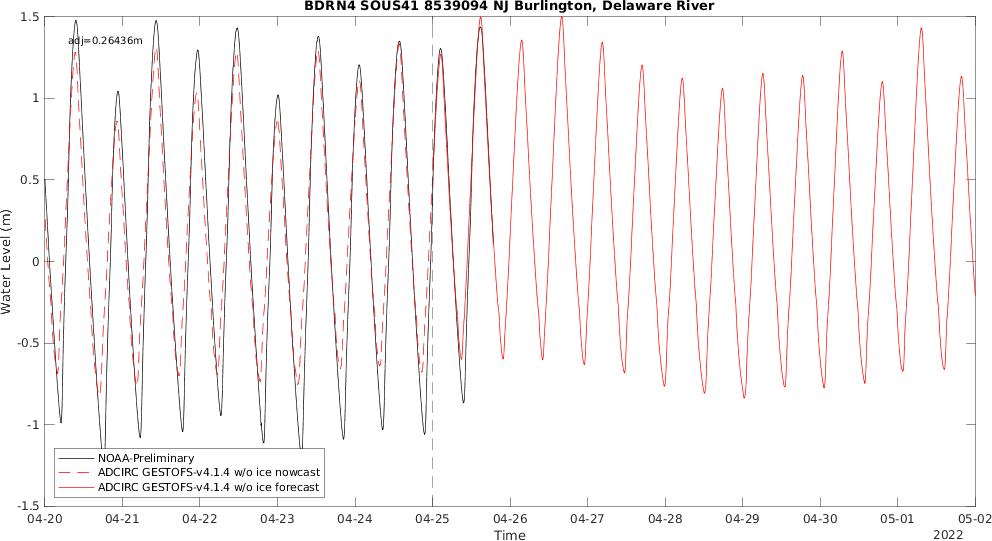 BDRN4 SOUS41 8539094 NJ Burlington, Delaware River
1.5
adj=0.26436m
1
0.5
0
-0.5
-1
-1.5
Water Level (m)
NOAA-Preliminary
ADCIRC GESTOFS-v4.1.4 w/o ice nowcast
ADCIRC GESTOFS-v4.1.4 w/o ice forecast
04-20 04-21 04-22 04-23 04-24 04-25 04-26 04-27 04-28 04-29 04-30 05-01 05-02
Time
2022